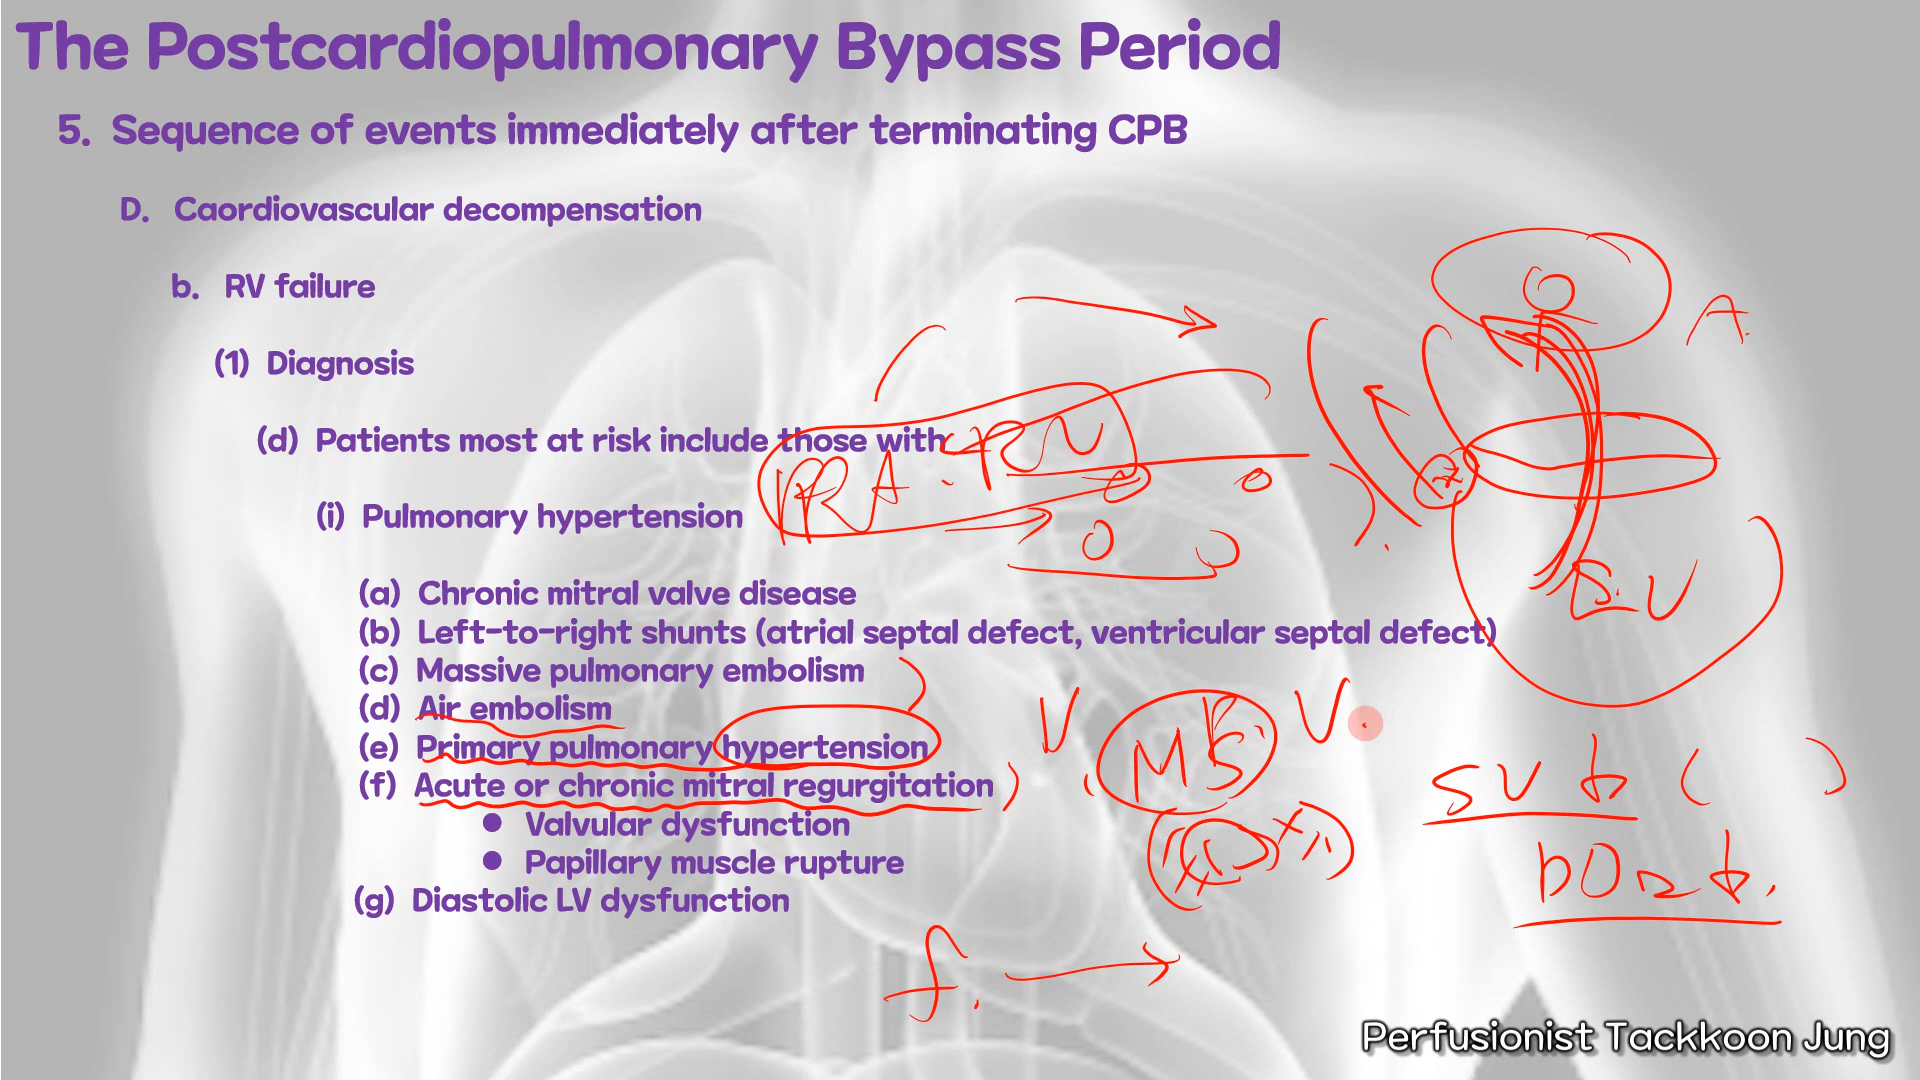 The Postcardiopulmonary Bypass Period
5. Sequence of events immediately after terminating CPB
D. Caordiovascular decompensation
b. RV failure
(1) Diagnosis
(d) Patients most at risk include those with
(i) Pulmonary hypertension
(a) Chronic mitral valve disease
(b) Left-to-right shunts (atrial septal defect, ventricular septal defect)
(c) Massive pulmonary embolism
(d) Air embolism
(e) Primary pulmonary hypertension
(f) Acute or chronic mitral regurgitation
● Valvular dysfunction
● Papillary muscle rupture
(g) Diastolic LV dysfunction
A.
V
V.
f.
Perfusionist Tackkoon Jung